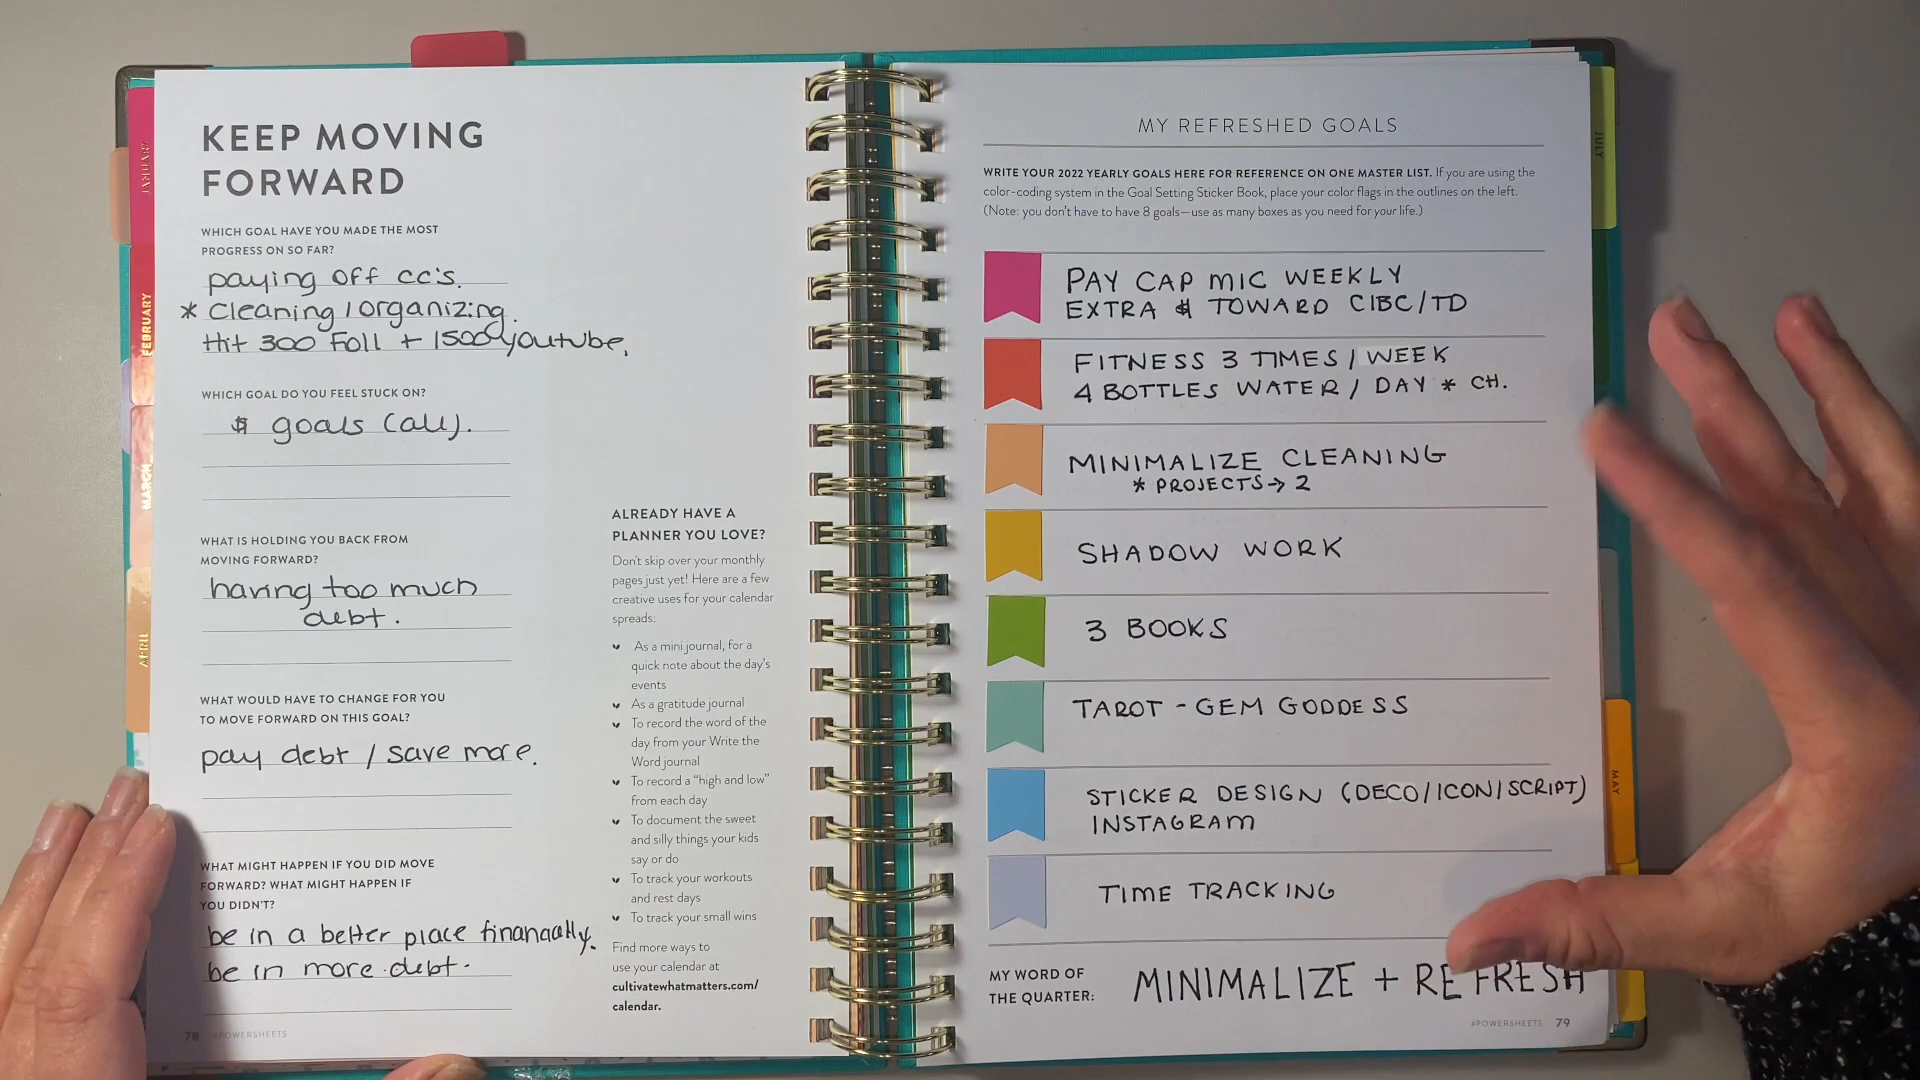 KEEP MOVING
FORWARD
WHICH GOAL HAVE YOU MADE THE MOST
PROGRESS ON SO FAR?
paying off cc's.
* Cleaning / organizing.
Hit 300 Foll + 1500 youtube.
WHICH GOAL DO YOU FEEL STUCK ON?
$ goals (all).
WHAT IS HOLDING YOU BACK FROM
MOVING FORWARD?
having too much
debt.
WHAT WOULD HAVE TO CHANGE FOR YOU
TO MOVE FORWARD ON THIS GOAL?
pay debt / save more.
WHAT MIGHT HAPPEN IF YOU DID MOVE
FORWARD? WHAT MIGHT HAPPEN IF
YOU DIDN'T?
be in a better place financially.
be in more debt.
78 #POWERSHEETS
ALREADY HAVE A
PLANNER YOU LOVE?
Don't skip over your monthly
pages just yet! Here are a few
creative uses for your calendar
spreads:
As a mini journal, for a
quick note about the day's
events
As a gratitude journal
To record the word of the
day from your Write the
Word journal
To record a "high and low"
from each day
To document the sweet
and silly things your kids
say or do
To track your workouts
and rest days
To track your small wins
Find more ways to
use your calendar at
cultivatewhatmatters.com/
calendar.
MY REFRESHED GOALS
WRITE YOUR 2022 YEARLY GOALS HERE FOR REFERENCE ON ONE MASTER LIST. If you are using the
color-coding system in the Goal Setting Sticker Book, place your color flags in the outlines on the left.
(Note: you don't have to have 8 goals—use as many boxes as you need for your life.)
PAY CAP MIC WEEKLY
EXTRA $ TOWARD CIBC/TD
FITNESS 3 TIMES / WEEK
4 BOTTLES WATER / DAY * CH.
MINIMALIZE CLEANING
* PROJECTS → 2
SHADOW WORK
3 BOOKS
TAROT - GEM GODDESS
STICKER DESIGN (DECO/ICON/SCRIPT)
INSTAGRAM
TIME TRACKING
MY WORD OF
THE QUARTER:
MINIMALIZE + REFRESH
#POWERSHEETS 79
JANUARY
FEBRUARY
MARCH
APRIL
JULY
MAY